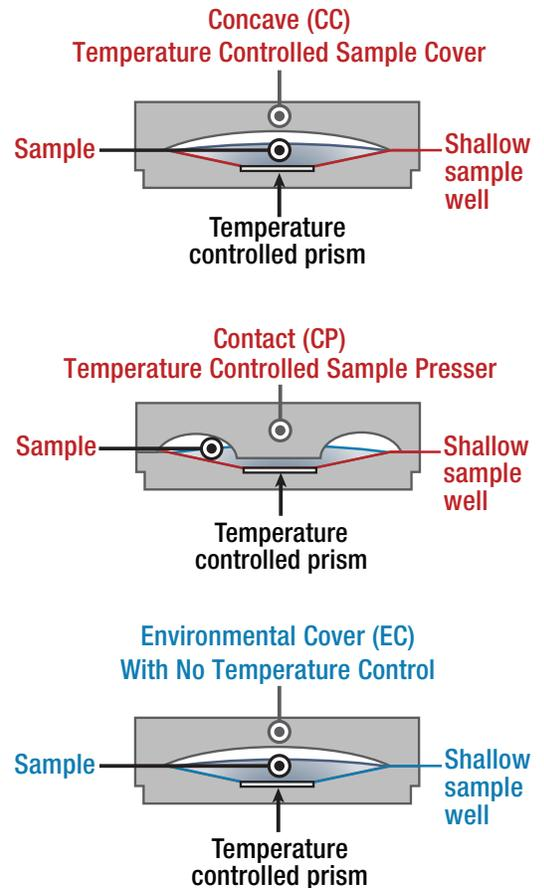 Concave (CC)
Temperature Controlled Sample Cover
Sample
Shallow
sample
well
Temperature
controlled prism
Contact (CP)
Temperature Controlled Sample Presser
Sample
Shallow
sample
well
Temperature
controlled prism
Environmental Cover (EC)
With No Temperature Control
Sample
Shallow
sample
well
Temperature
controlled prism